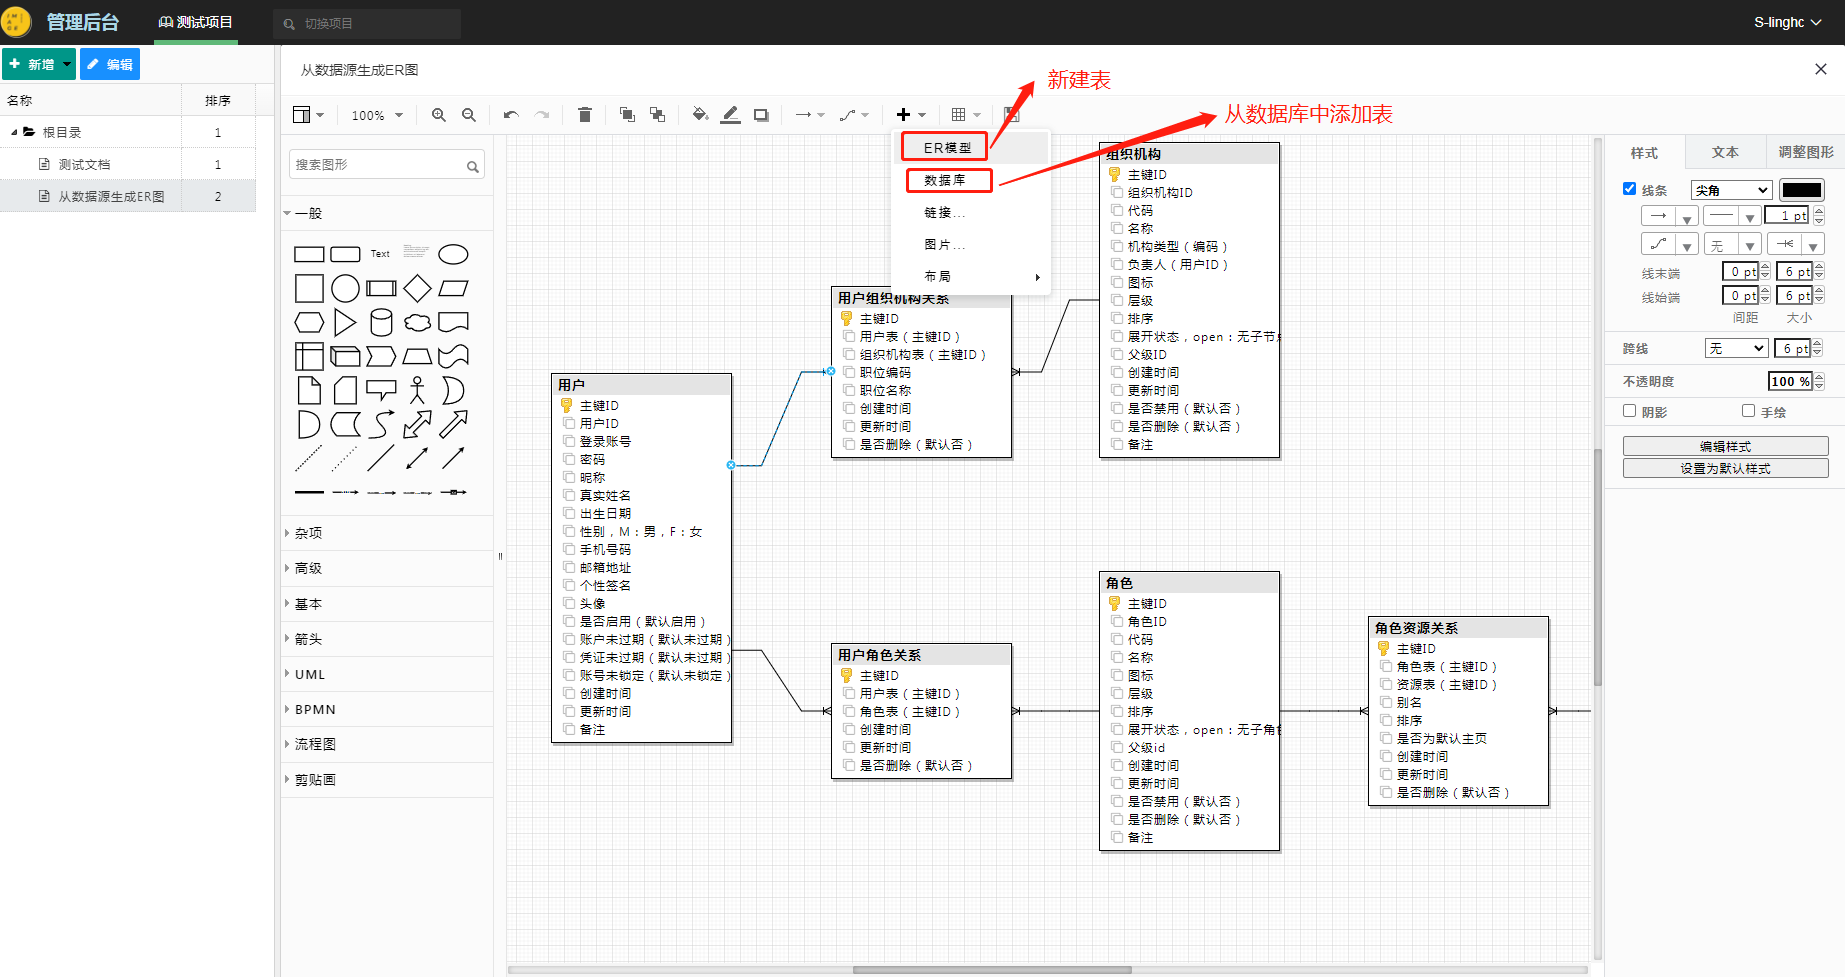 管理后台
测试项目
切换项目
S-linghc
新增
编辑
名称
排序
根目录
1
测试文档
1
从数据源生成ER图
2
从数据源生成ER图
新建表
从数据库中添加表
100%
搜索图形
一般
Text
杂项
高级
基本
箭头
UML
BPMN
流程图
剪贴画
ER模型
数据库
链接...
图片...
布局
用户
主键ID
用户ID
登录账号
密码
昵称
真实姓名
出生日期
性别，M：男，F：女
手机号码
邮箱地址
个性签名
头像
是否启用（默认启用）
账户未过期（默认未过期）
凭证未过期（默认未过期）
账号未锁定（默认未锁定）
创建时间
更新时间
备注
用户组织机构关系
主键ID
用户表（主键ID）
组织机构表（主键ID）
职位编码
职位名称
创建时间
更新时间
是否删除（默认否）
用户角色关系
主键ID
用户表（主键ID）
角色表（主键ID）
创建时间
更新时间
是否删除（默认否）
组织机构
主键ID
组织机构ID
代码
名称
机构类型（编码）
负责人（用户ID）
图标
层级
排序
展开状态，open：无子节
父级ID
创建时间
更新时间
是否禁用（默认否）
是否删除（默认否）
备注
角色
主键ID
角色ID
代码
名称
图标
层级
排序
展开状态，open：无子角
父级id
创建时间
更新时间
是否禁用（默认否）
是否删除（默认否）
备注
角色资源关系
主键ID
角色表（主键ID）
资源表（主键ID）
别名
排序
是否为默认主页
创建时间
更新时间
是否删除（默认否）
样式
文本
调整图形
线条
尖角
1 pt
无
线末端
0 pt
6 pt
线始端
0 pt
6 pt
间距
大小
跨线
无
6 pt
不透明度
100 %
阴影
手绘
编辑样式
设置为默认样式